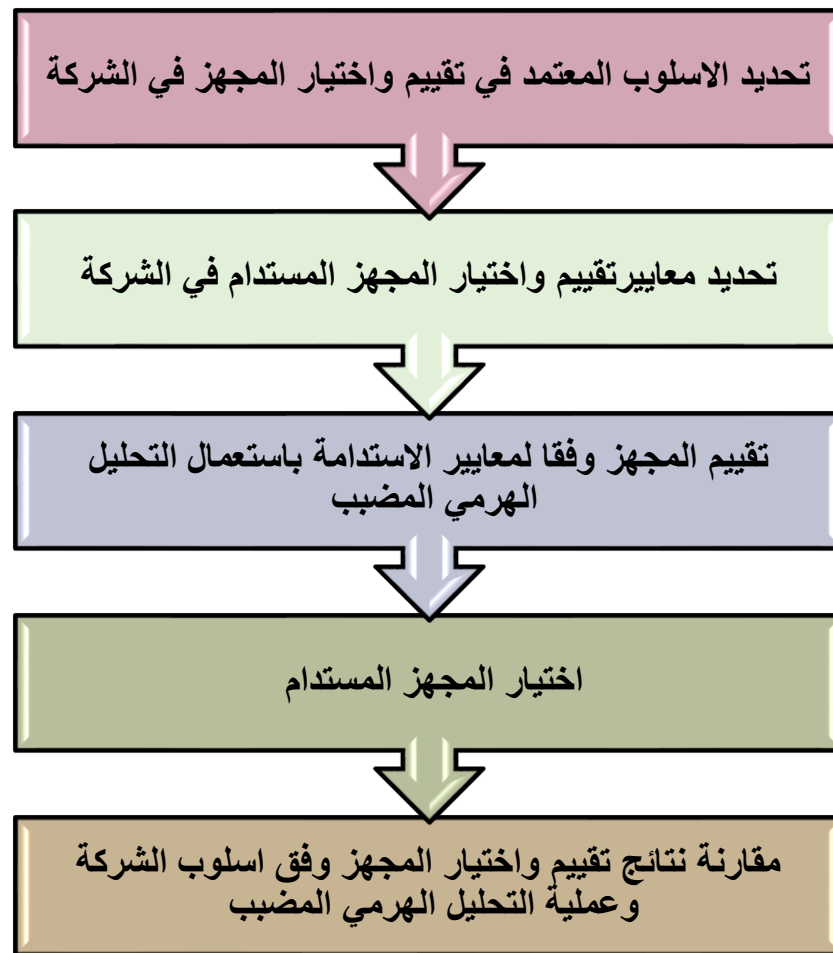 تحديد الاسلوب المعتمد في تقييم واختيار المجهز في الشركة
تحديد معاييرتقييم واختيار المجهز المستدام في الشركة
تقييم المجهز وفقا لمعايير الاستدامة باستعمال التحليل
الهرمي المضبب
اختيار المجهز المستدام
مقارنة نتائج تقييم واختيار المجهز وفق اسلوب الشركة
وعملية التحليل الهرمي المضبب